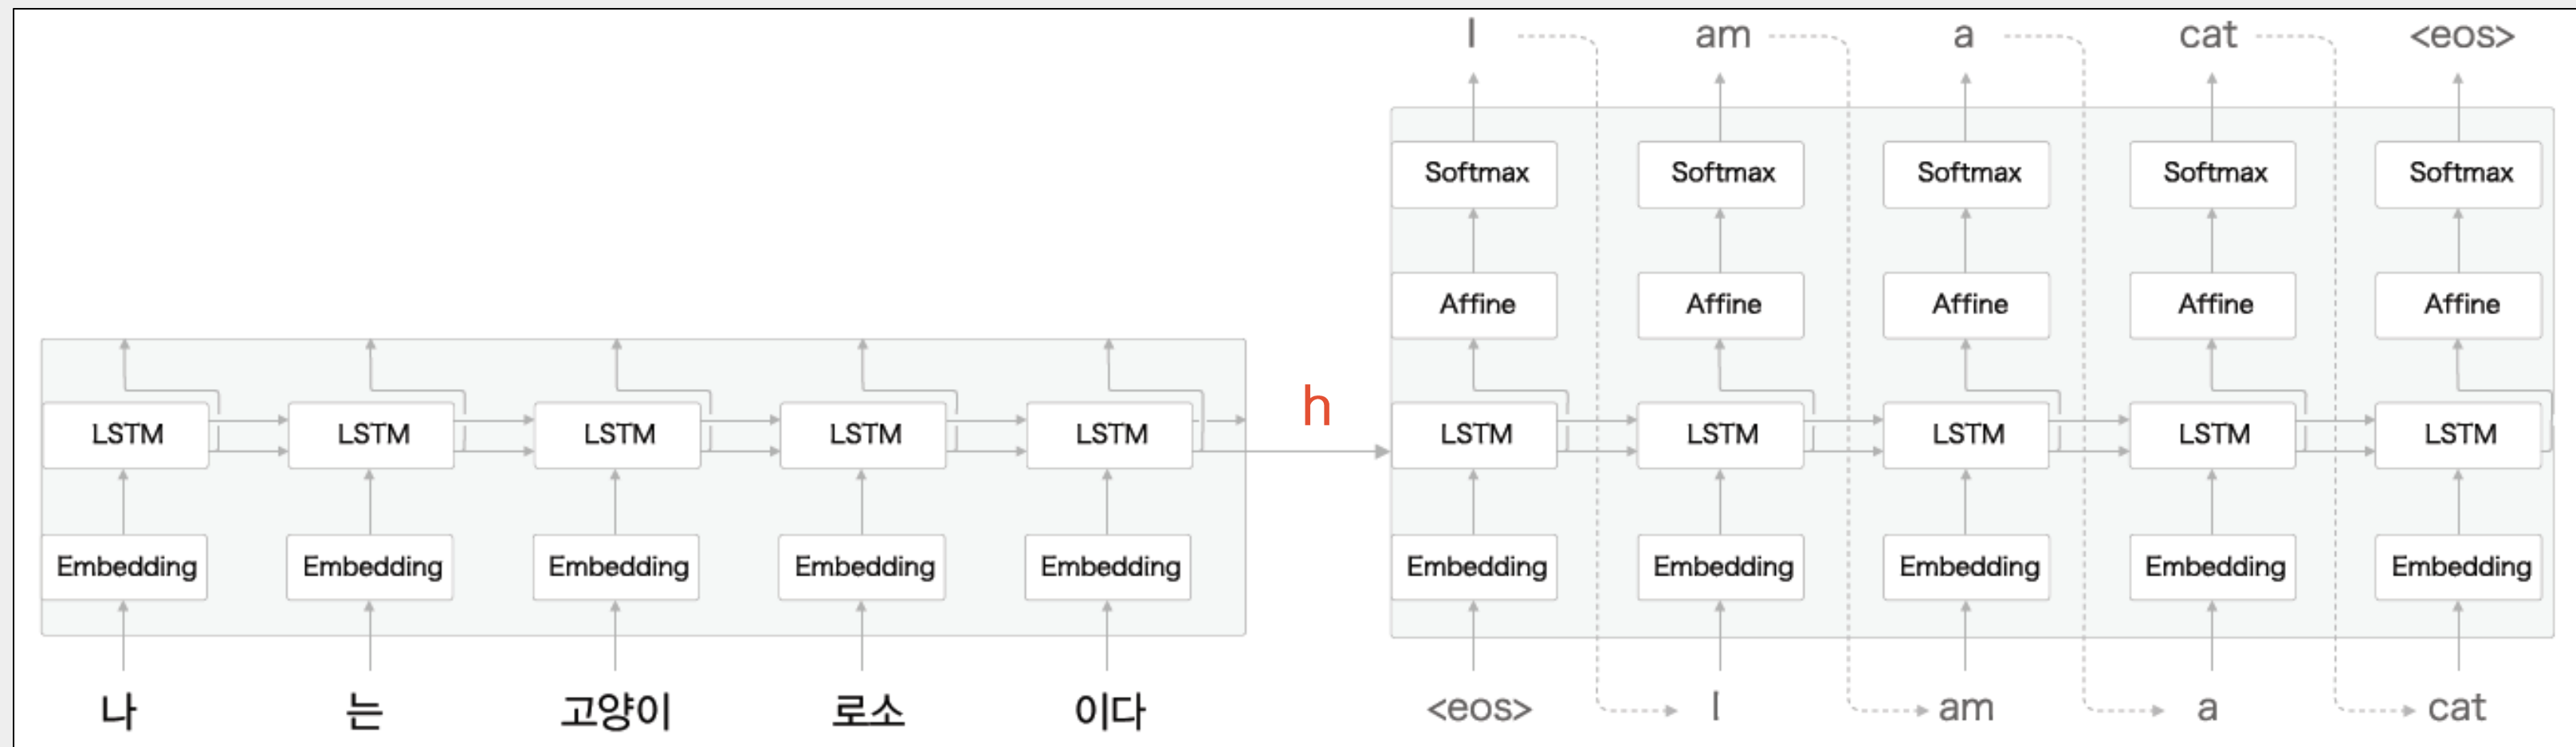 I am a cat <eos>
Softmax Softmax Softmax Softmax Softmax
Affine Affine Affine Affine Affine
h
LSTM LSTM LSTM LSTM LSTM LSTM LSTM LSTM LSTM LSTM
Embedding Embedding Embedding Embedding Embedding Embedding Embedding Embedding Embedding Embedding
나 는 고양이 로소 이다 <eos> I am a cat